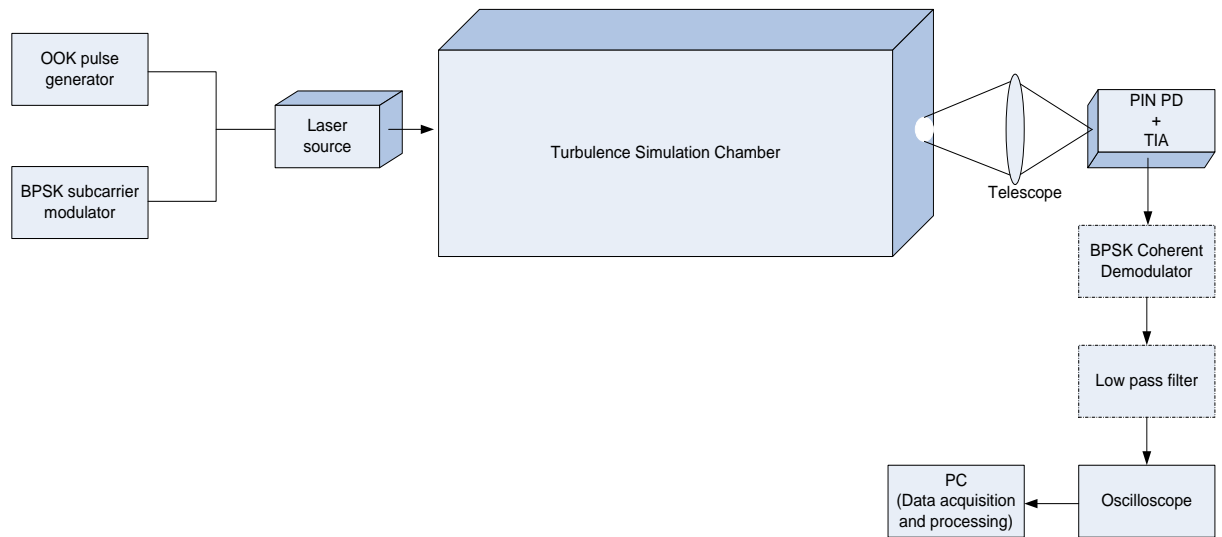 OOK pulse
generator
BPSK subcarrier
modulator
Laser
source
Turbulence Simulation Chamber
Telescope
PIN PD
+
TIA
BPSK Coherent
Demodulator
Low pass filter
Oscilloscope
PC
(Data acquisition
and processing)